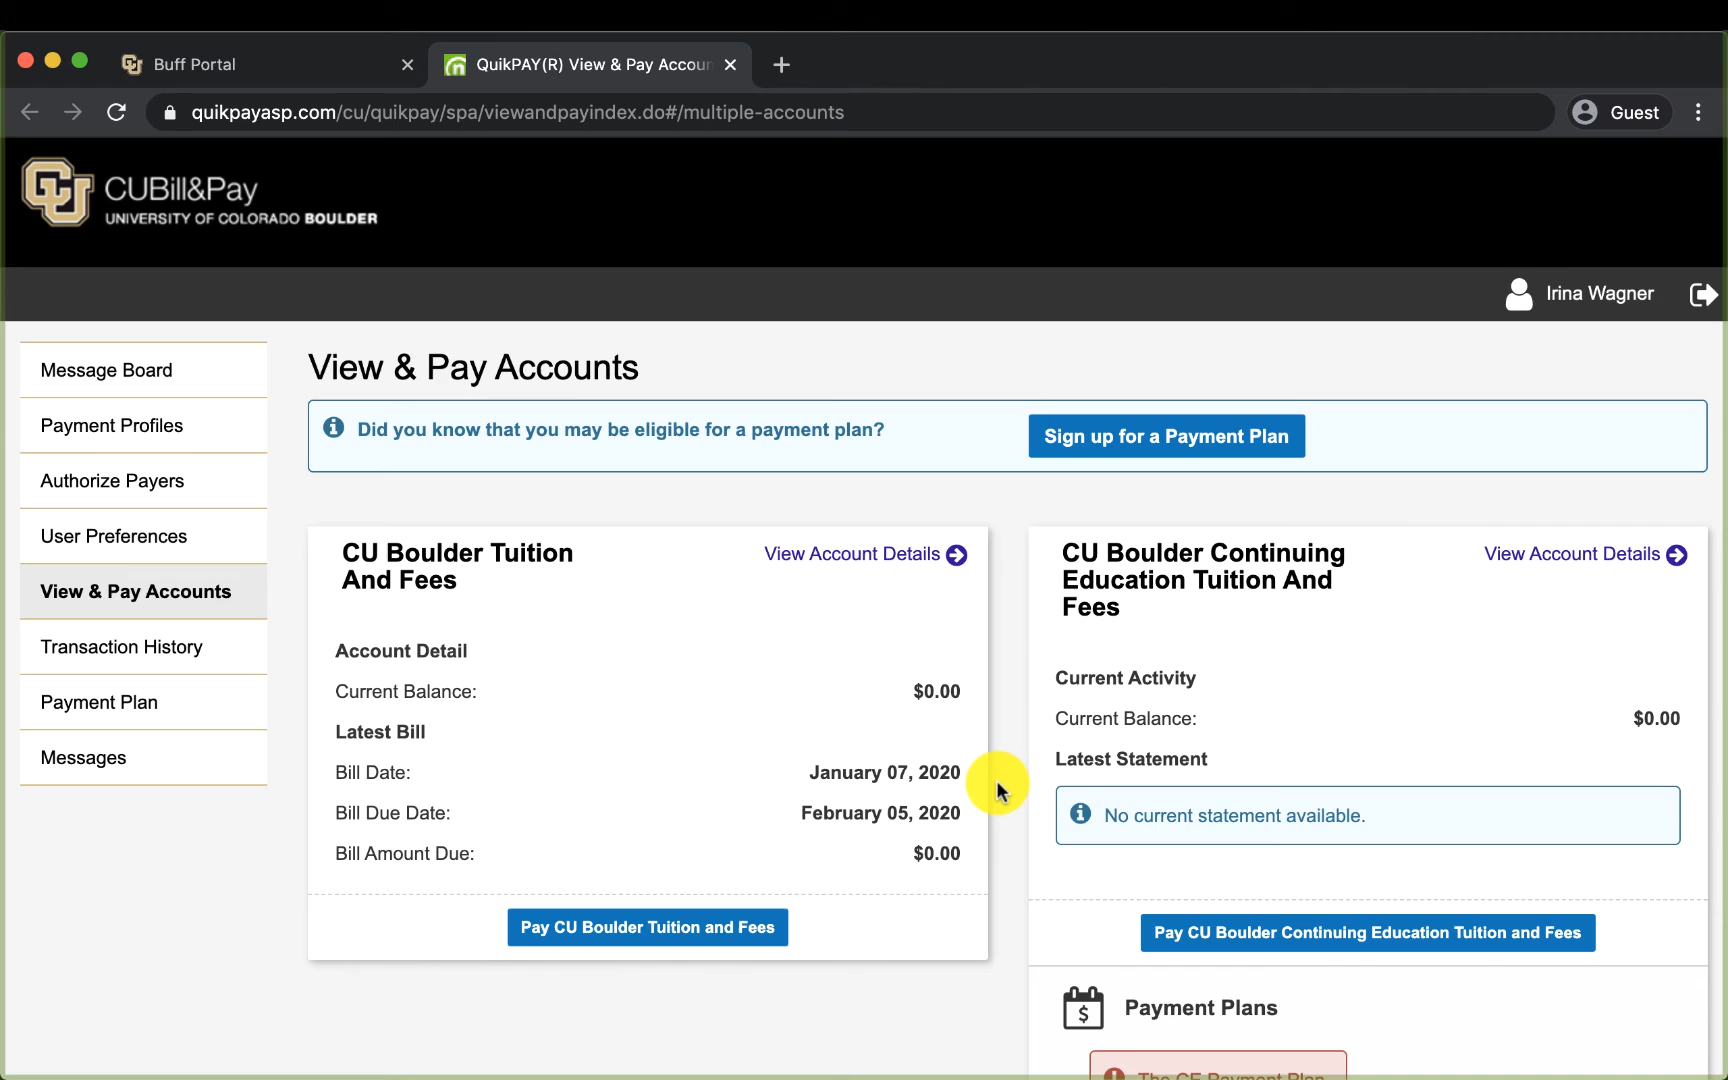 Buff Portal
QuikPAY(R) View & Pay Accoun
quikpayasp.com/cu/quikpay/spa/viewandpayindex.do#/multiple-accounts
Guest
CU
CUBill&Pay
UNIVERSITY OF COLORADO BOULDER
Irina Wagner
Message Board
Payment Profiles
Authorize Payers
User Preferences
View & Pay Accounts
Transaction History
Payment Plan
Messages
View & Pay Accounts
Did you know that you may be eligible for a payment plan?
Sign up for a Payment Plan
CU Boulder Tuition
And Fees
View Account Details
Account Detail
Current Balance: $0.00
Latest Bill
Bill Date: January 07, 2020
Bill Due Date: February 05, 2020
Bill Amount Due: $0.00
Pay CU Boulder Tuition and Fees
CU Boulder Continuing
Education Tuition And
Fees
View Account Details
Current Activity
Current Balance: $0.00
Latest Statement
No current statement available.
Pay CU Boulder Continuing Education Tuition and Fees
$
Payment Plans
The CE Payment Plan